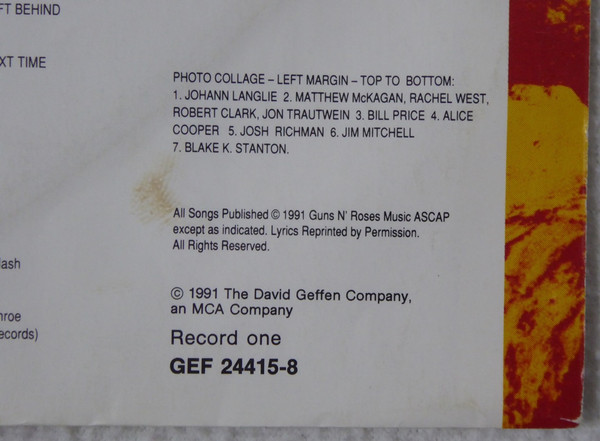 FT BEHIND
XT TIME
PHOTO COLLAGE – LEFT MARGIN – TOP TO BOTTOM:
1. JOHANN LANGLIE 2. MATTHEW McKAGAN, RACHEL WEST,
ROBERT CLARK, JON TRAUTWEIN 3. BILL PRICE 4. ALICE
COOPER 5. JOSH RICHMAN 6. JIM MITCHELL
7. BLAKE K. STANTON.
All Songs Published © 1991 Guns N' Roses Music ASCAP
except as indicated. Lyrics Reprinted by Permission.
All Rights Reserved.
lash
nroe
ecords)
© 1991 The David Geffen Company,
an MCA Company
Record one
GEF 24415-8